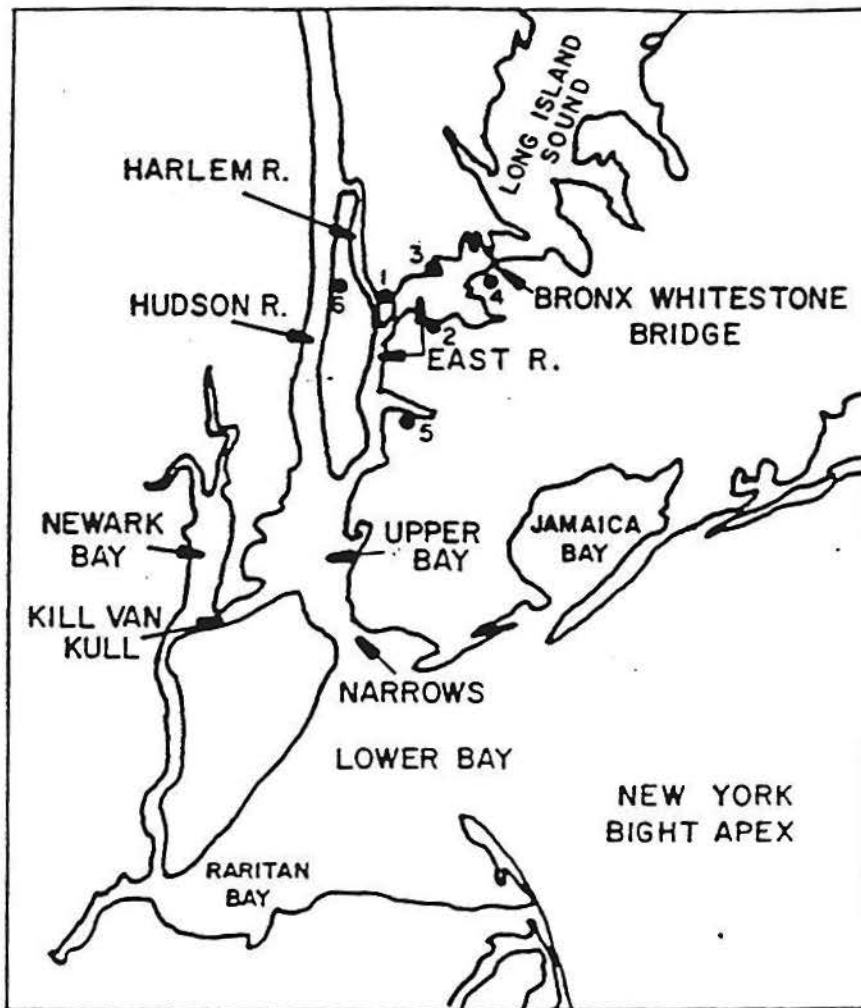 LONG ISLAND
SOUND
HARLEM R.
3
1
4
6
HUDSON R.
BRONX WHITESTONE
BRIDGE
2
EAST R.
5
NEWARK
BAY
UPPER
BAY
JAMAICA
BAY
KILL VAN
KULL
NARROWS
LOWER BAY
NEW YORK
BIGHT APEX
RARITAN
BAY